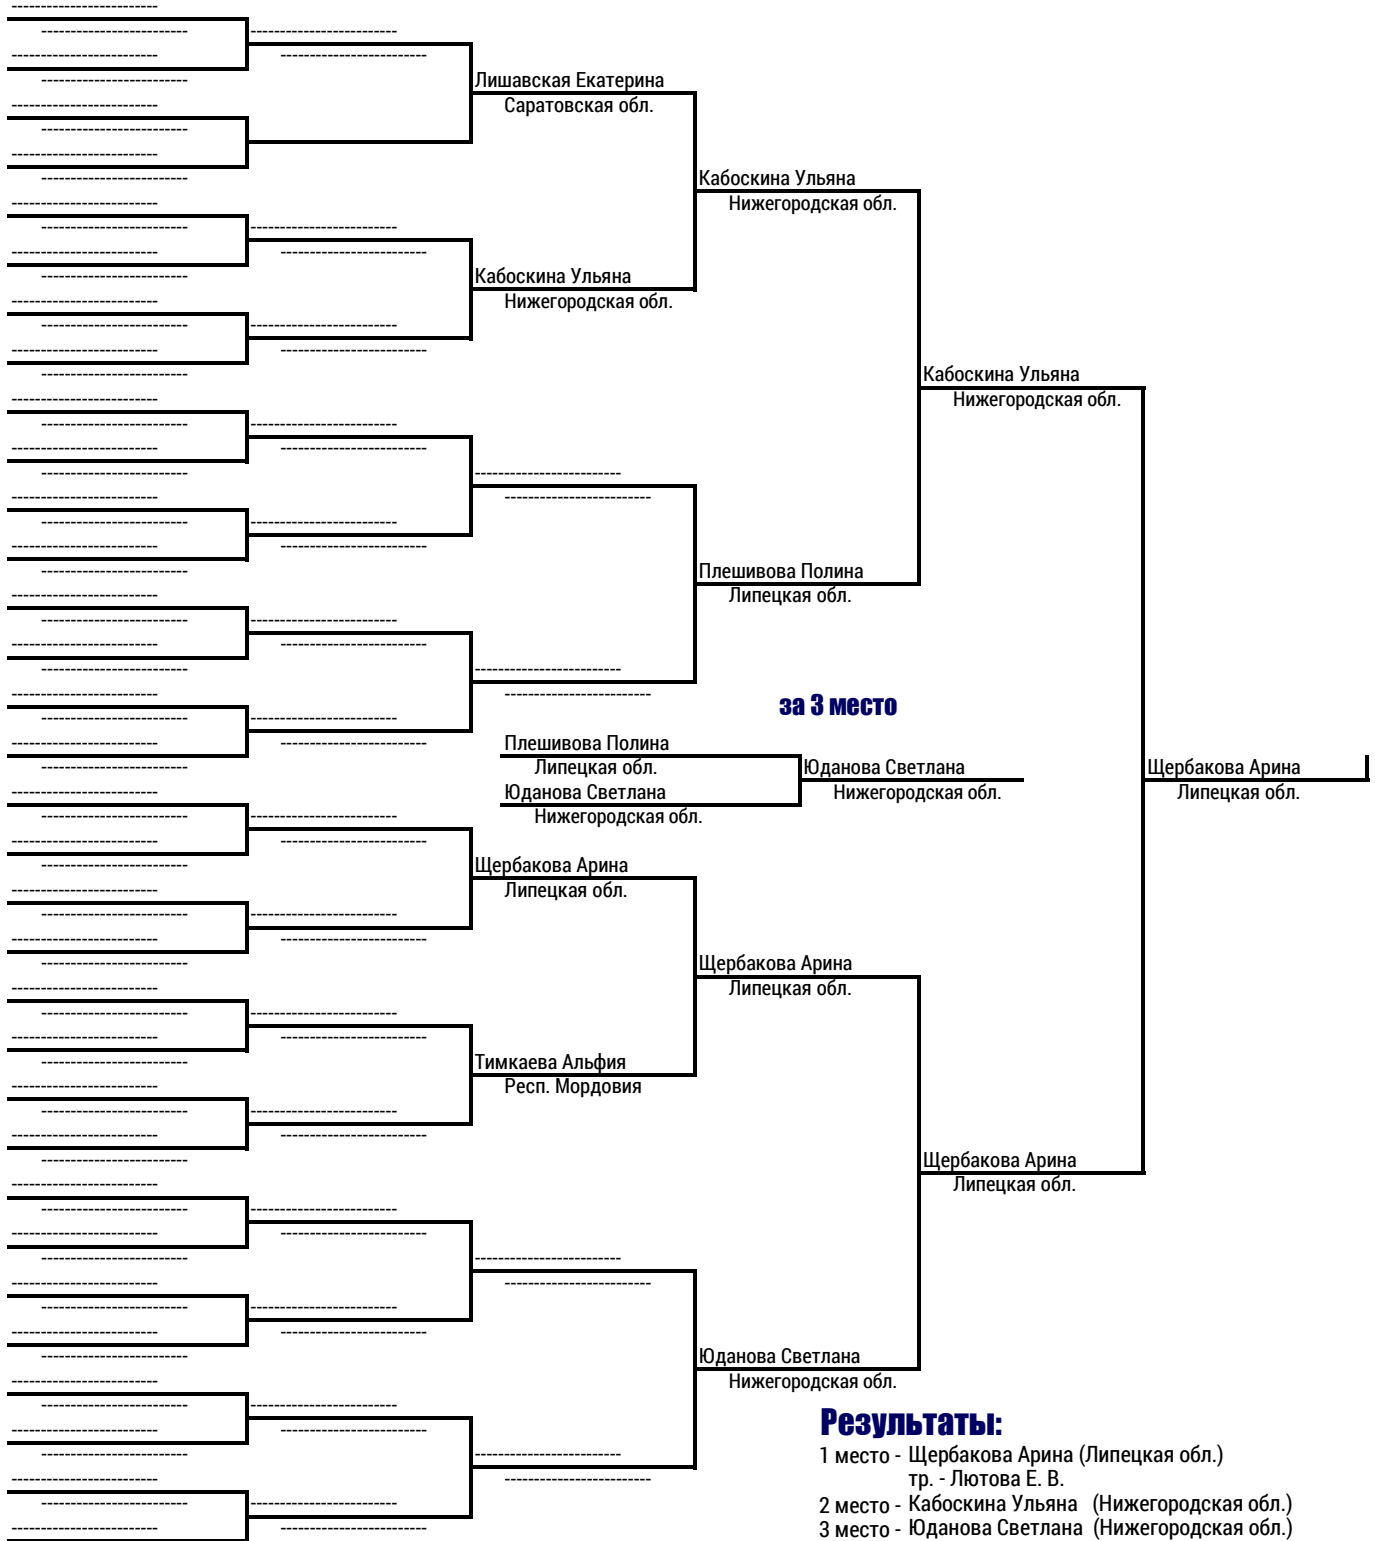 Лишавская Екатерина
Саратовская обл.
Кабоскина Ульяна
Нижегородская обл.
Кабоскина Ульяна
Нижегородская обл.
Кабоскина Ульяна
Нижегородская обл.
Плешивова Полина
Липецкая обл.
за 3 место
Плешивова Полина
Липецкая обл.
Юданова Светлана
Нижегородская обл.
Юданова Светлана
Нижегородская обл.
Щербакова Арина
Липецкая обл.
Щербакова Арина
Липецкая обл.
Щербакова Арина
Липецкая обл.
Тимкаева Альфия
Респ. Мордовия
Щербакова Арина
Липецкая обл.
Юданова Светлана
Нижегородская обл.
Результаты:
1 место - Щербакова Арина (Липецкая обл.)
тр. - Лютова Е. В.
2 место - Кабоскина Ульяна (Нижегородская обл.)
3 место - Юданова Светлана (Нижегородская обл.)